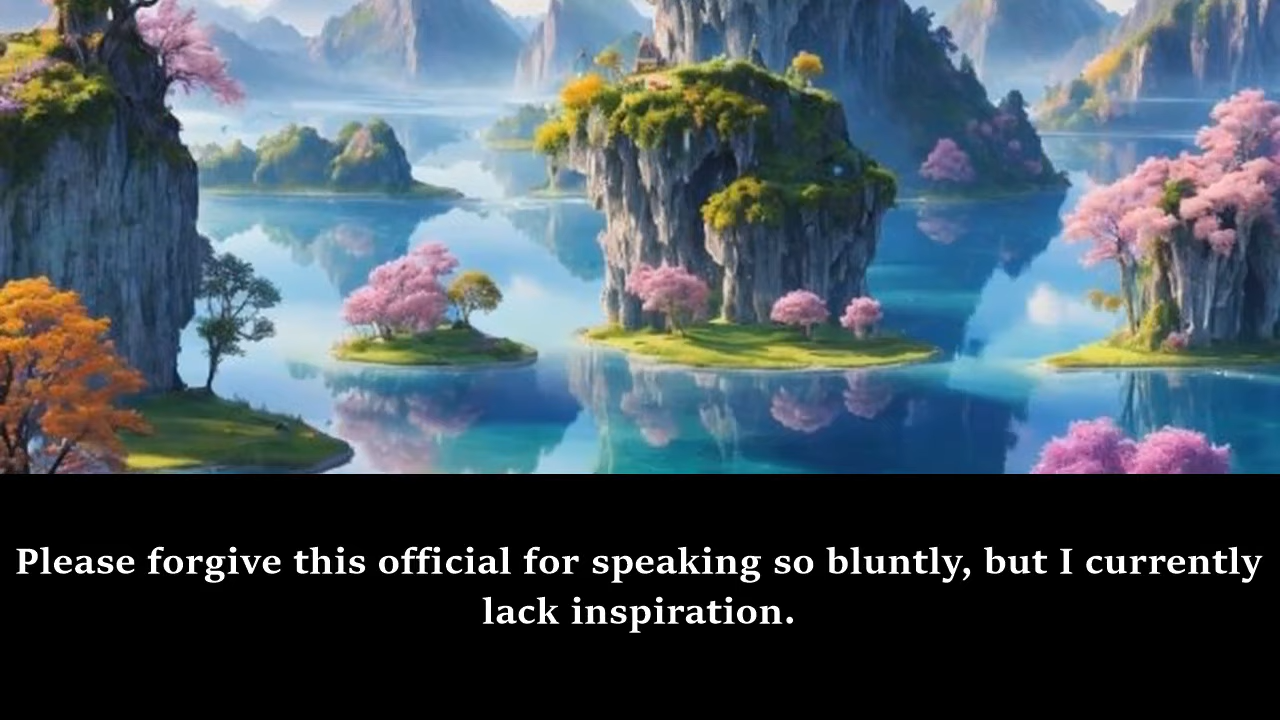 Please forgive this official for speaking so bluntly, but I currently
lack inspiration.